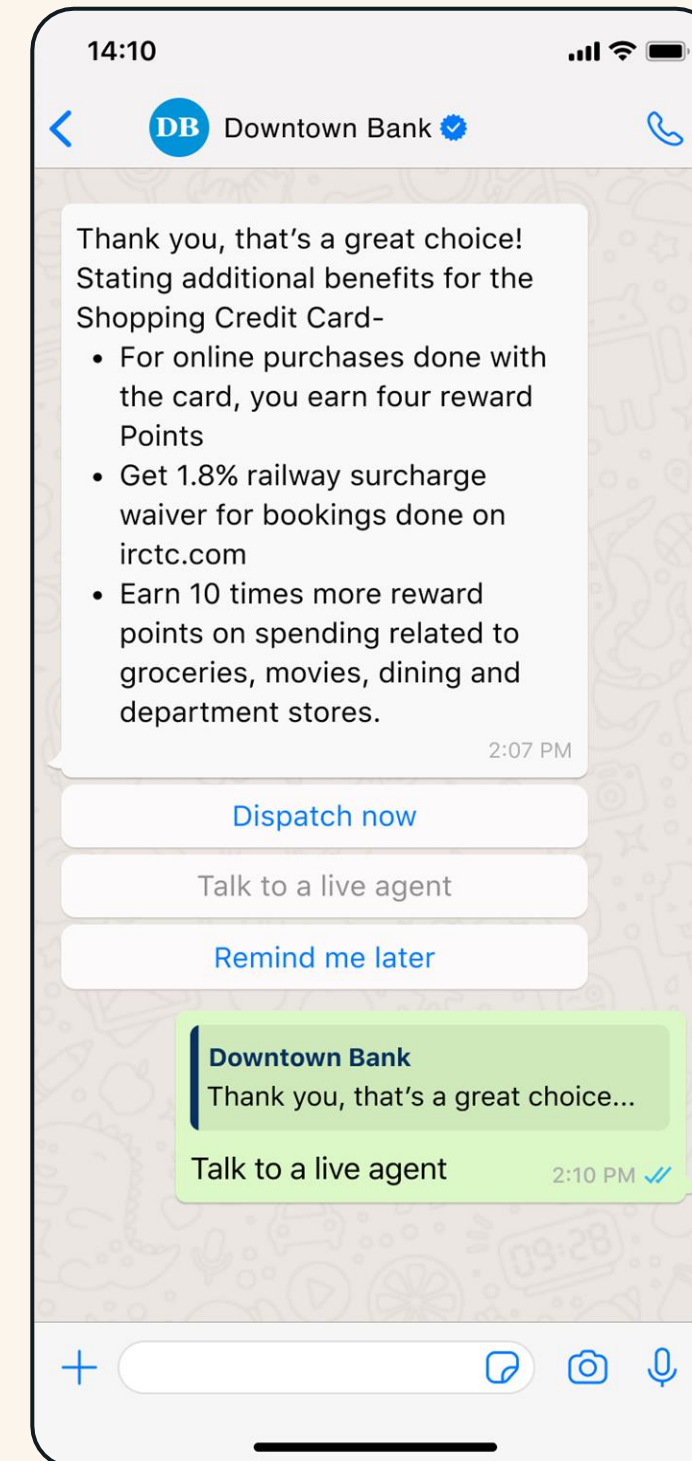 14:10
DB Downtown Bank
Thank you, that’s a great choice!
Stating additional benefits for the
Shopping Credit Card-
• For online purchases done with
the card, you earn four reward
Points
• Get 1.8% railway surcharge
waiver for bookings done on
irctc.com
• Earn 10 times more reward
points on spending related to
groceries, movies, dining and
department stores.
2:07 PM
Dispatch now
Talk to a live agent
Remind me later
Downtown Bank
Thank you, that’s a great choice...
Talk to a live agent 2:10 PM
09:28